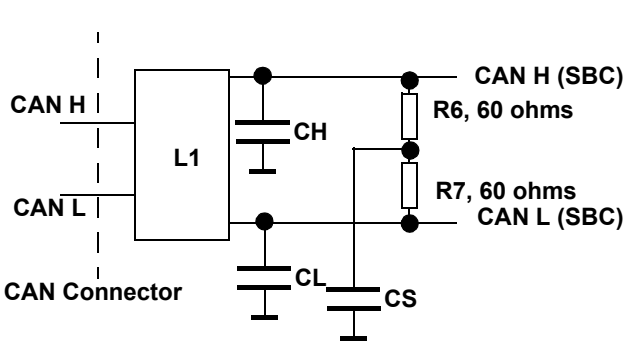 CAN H (SBC)
CAN H
R6, 60 ohms
CH
L1
R7, 60 ohms
CAN L
CAN L (SBC)
CL
CAN Connector
CS